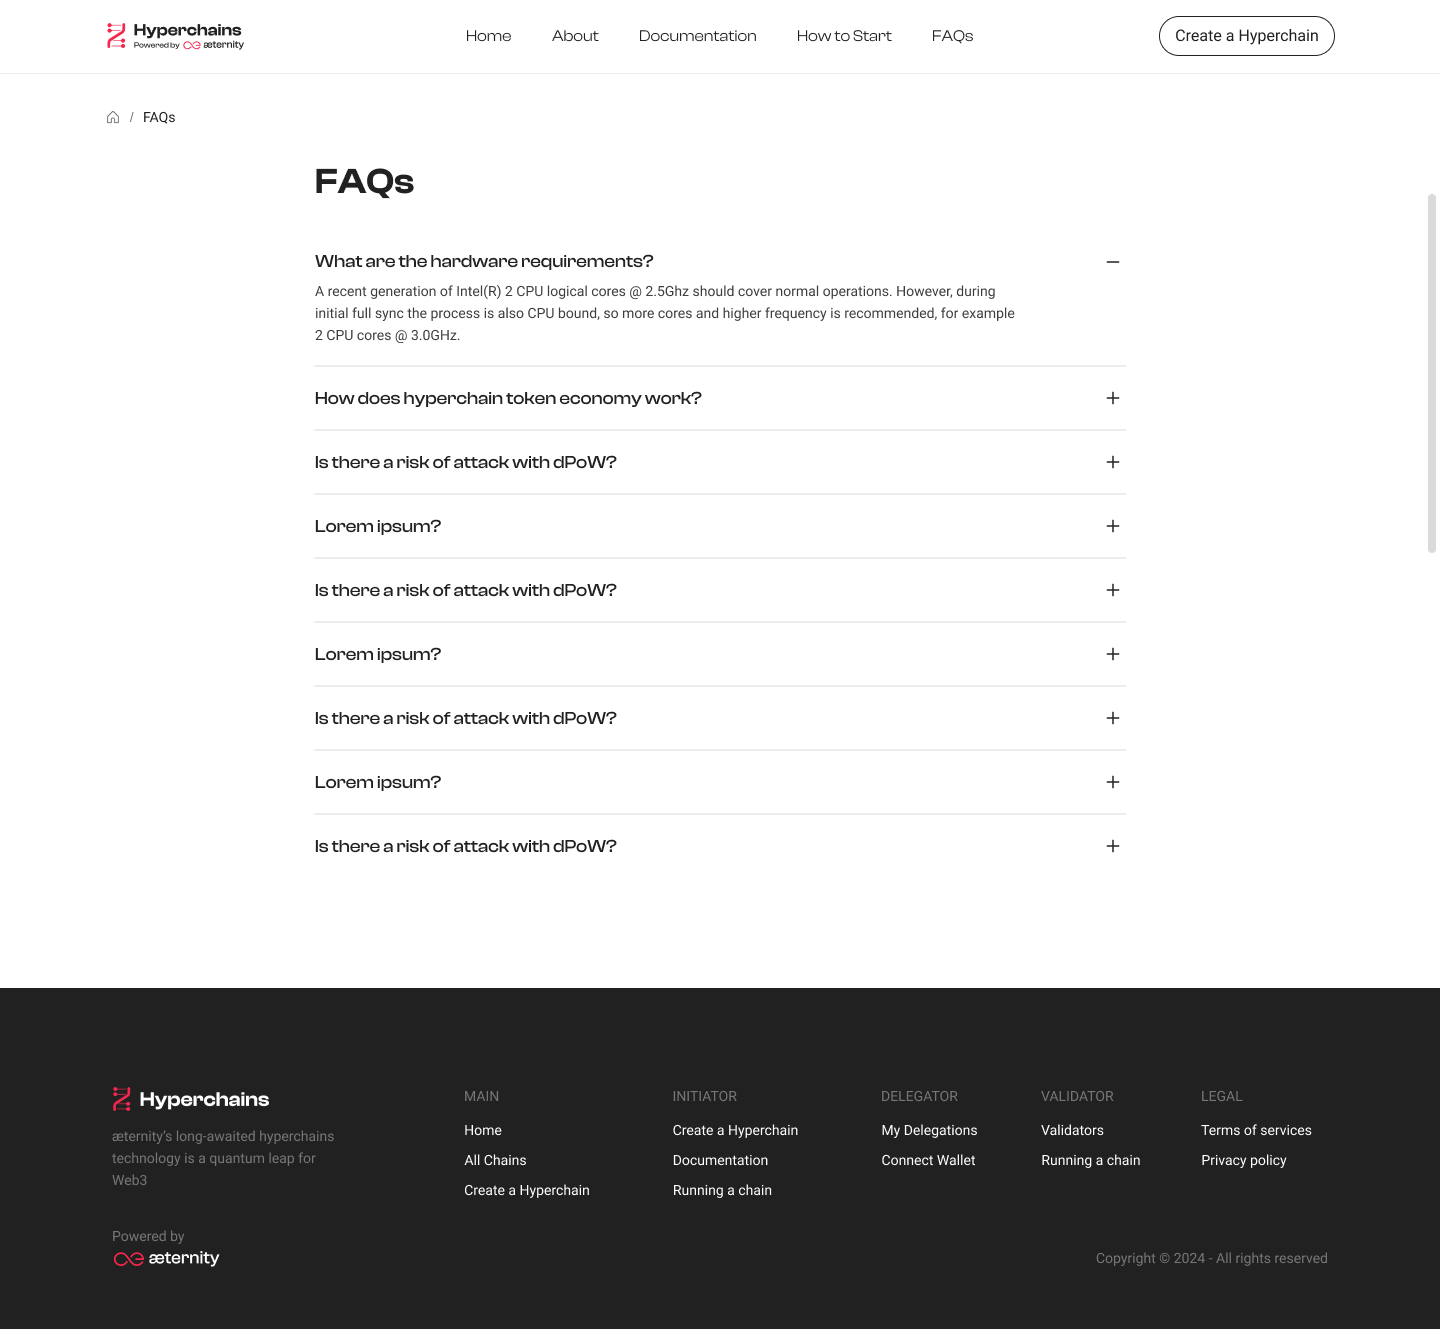 Hyperchains
Powered by æternity
Home
About
Documentation
How to Start
FAQs
Create a Hyperchain
/ FAQs
FAQs
What are the hardware requirements?
A recent generation of Intel(R) 2 CPU logical cores @ 2.5Ghz should cover normal operations. However, during
initial full sync the process is also CPU bound, so more cores and higher frequency is recommended, for example
2 CPU cores @ 3.0GHz.
How does hyperchain token economy work?
Is there a risk of attack with dPoW?
Lorem ipsum?
Is there a risk of attack with dPoW?
Lorem ipsum?
Is there a risk of attack with dPoW?
Lorem ipsum?
Is there a risk of attack with dPoW?
Hyperchains
æternity's long-awaited hyperchains
technology is a quantum leap for
Web3
Powered by
æternity
MAIN
Home
All Chains
Create a Hyperchain
INITIATOR
Create a Hyperchain
Documentation
Running a chain
DELEGATOR
My Delegations
Connect Wallet
VALIDATOR
Validators
Running a chain
LEGAL
Terms of services
Privacy policy
Copyright © 2024 - All rights reserved